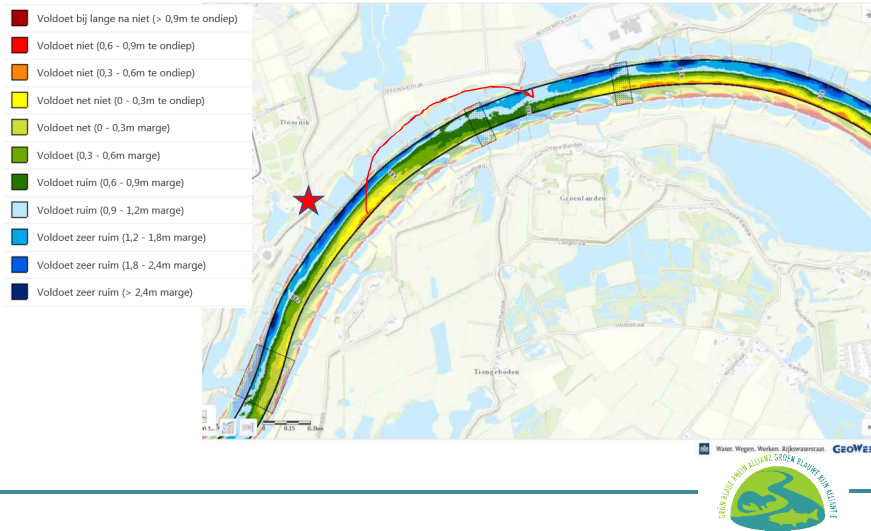 Voldoet bij lange na niet (> 0,9m te ondiep)
Voldoet niet (0,6 - 0,9m te ondiep)
Voldoet niet (0,3 - 0,6m te ondiep)
Voldoet net niet (0 - 0,3m te ondiep)
Voldoet net (0 - 0,3m marge)
Voldoet (0,3 - 0,6m marge)
Voldoet ruim (0,6 - 0,9m marge)
Voldoet ruim (0,9 - 1,2m marge)
Voldoet zeer ruim (1,2 - 1,8m marge)
Voldoet zeer ruim (1,8 - 2,4m marge)
Voldoet zeer ruim (> 2,4m marge)
Doornik
Groenlanden
Tiengeboden
0.15 0.3km
Water. Wegen. Werken. Rijkswaterstaat.
GEOWE
GRÜN BLAUE RHEIN ALLIANZ GROEN BLAUWE RIJN ALLIANTIE